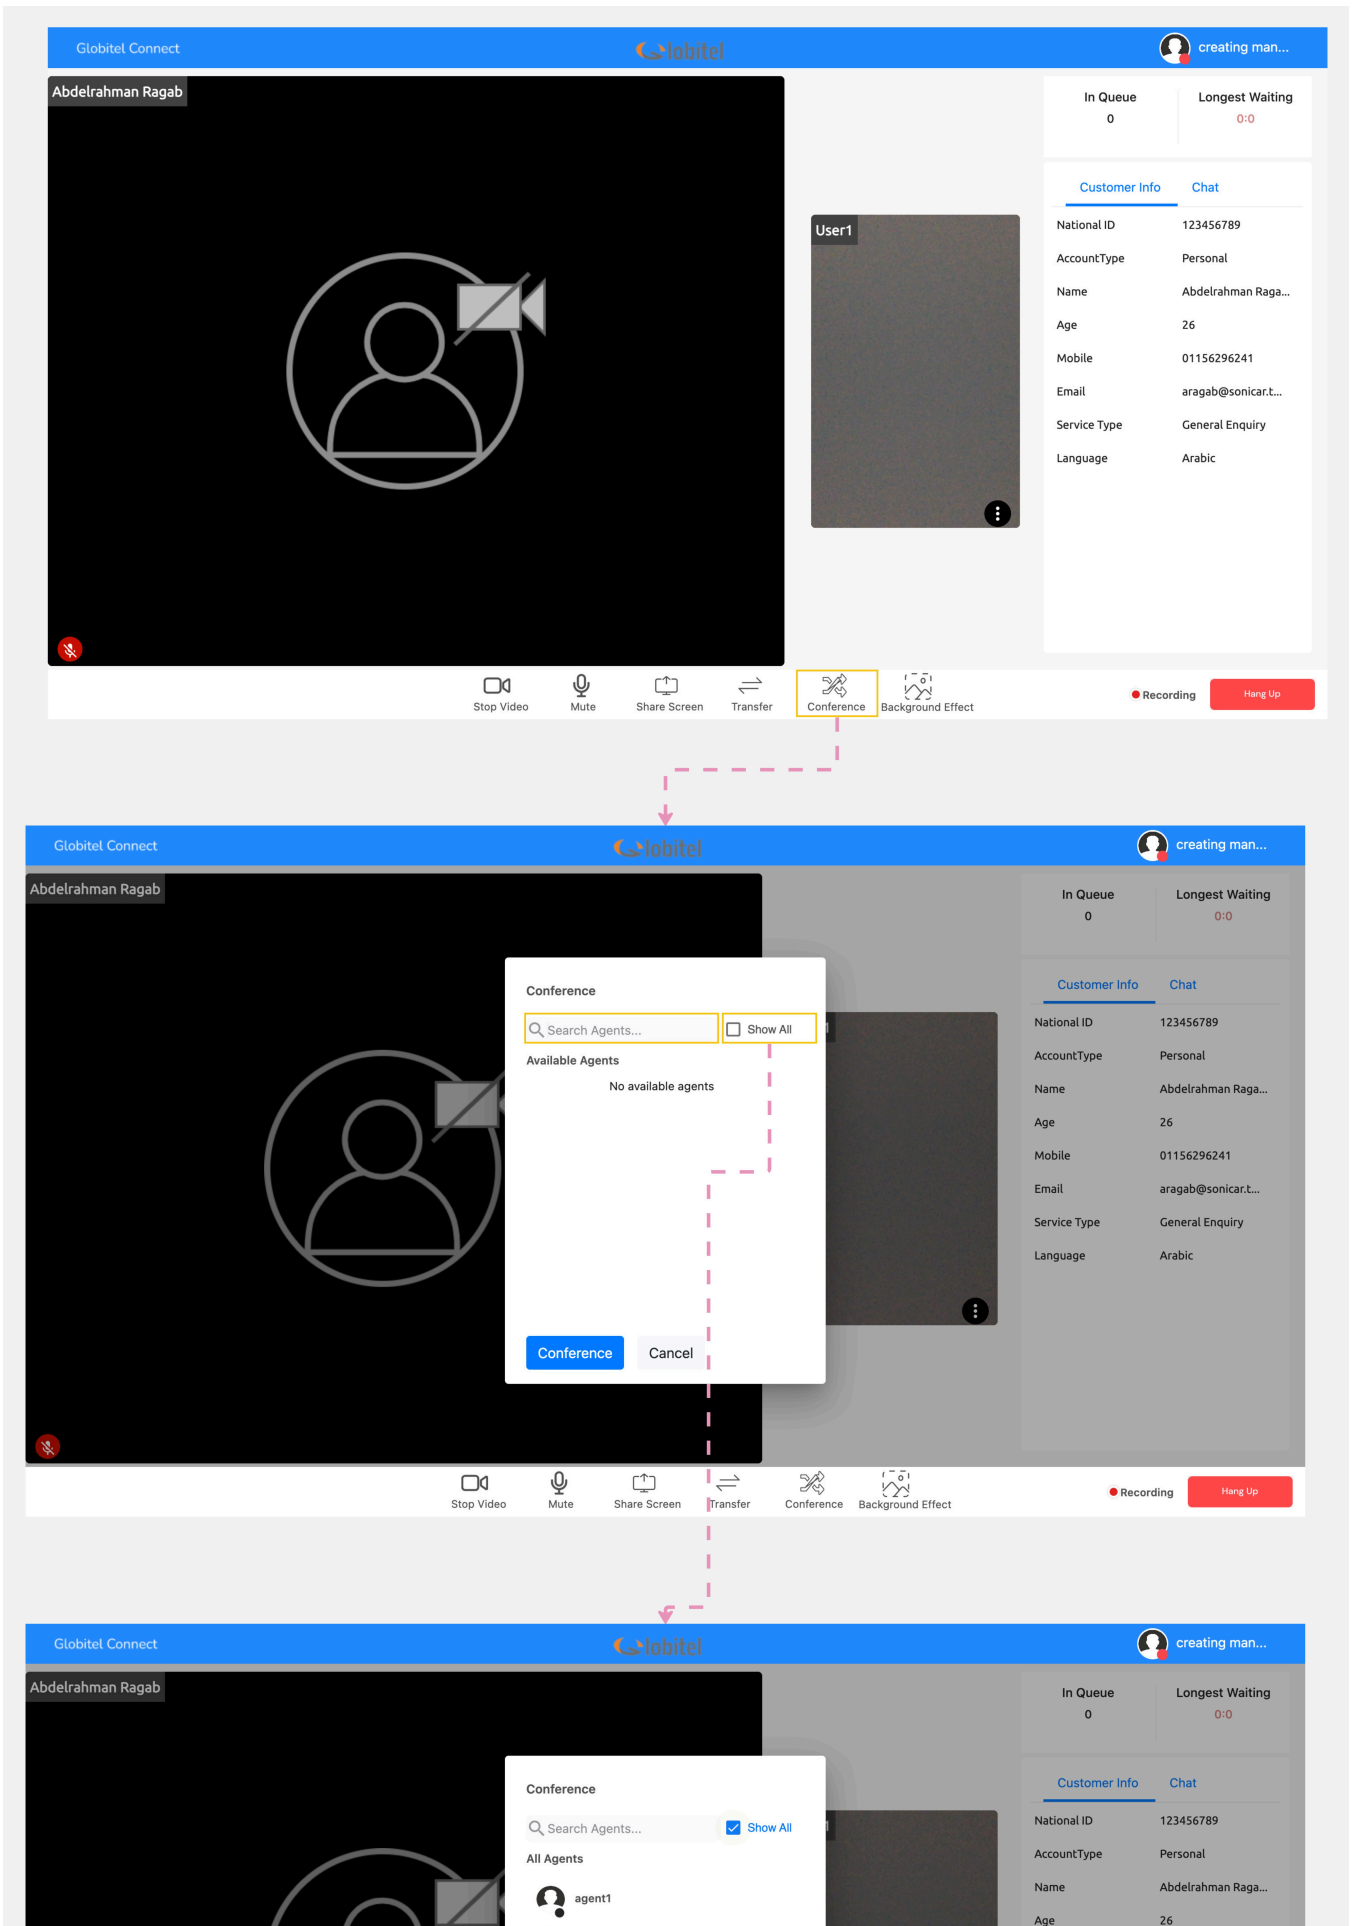 Globitel Connect
Globitel
creating man...
Abdelrahman Ragab
In Queue
Longest Waiting
0
0:0
Customer Info
Chat
National ID
123456789
User1
AccountType
Personal
Name
Abdelrahman Raga...
Age
26
Mobile
01156296241
Email
aragab@sonicar.t...
Service Type
General Enquiry
Language
Arabic
Stop Video
Mute
Share Screen
Transfer
Conference
Background Effect
Recording
Hang Up
Globitel Connect
Globitel
creating man...
Abdelrahman Ragab
In Queue
Longest Waiting
0
0:0
Conference
Customer Info
Chat
Search Agents...
Show All
1
National ID
123456789
Available Agents
AccountType
Personal
No available agents
Name
Abdelrahman Raga...
Age
26
Mobile
01156296241
Email
aragab@sonicar.t...
Service Type
General Enquiry
Language
Arabic
Conference
Cancel
Stop Video
Mute
Share Screen
Transfer
Conference
Background Effect
Recording
Hang Up
Globitel Connect
Globitel
creating man...
Abdelrahman Ragab
In Queue
Longest Waiting
0
0:0
Conference
Customer Info
Chat
Search Agents...
Show All
1
National ID
123456789
All Agents
AccountType
Personal
agent1
Name
Abdelrahman Raga...
Age
26